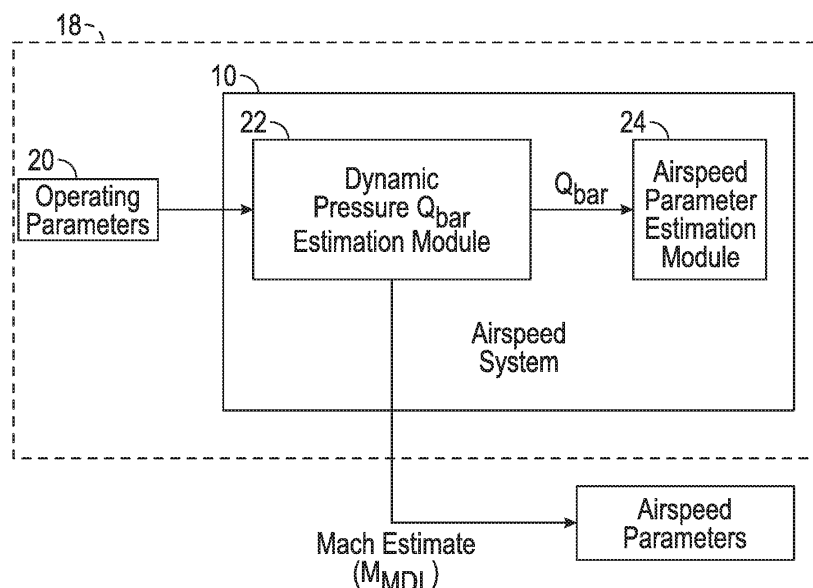 18
10
20
Operating
Parameters
22
Dynamic
Pressure Qbar
Estimation Module
Qbar
24
Airspeed
Parameter
Estimation
Module
Airspeed
System
Mach Estimate
(MMDL)
Airspeed
Parameters